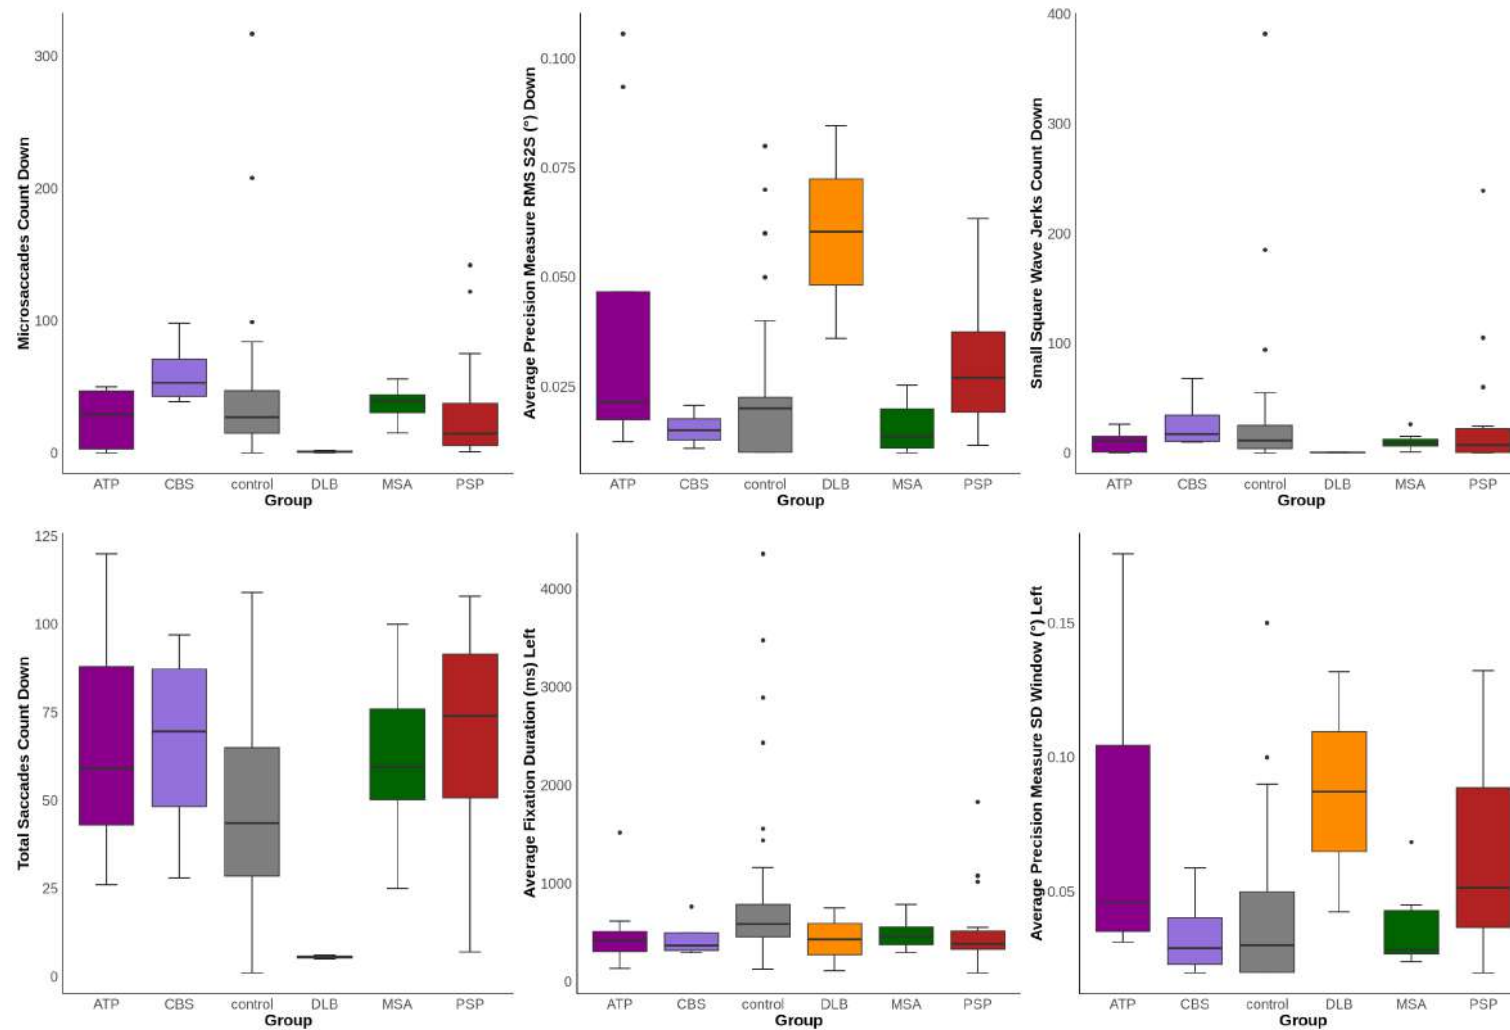 Microsaccades Count Down
300
200
100
0
ATP CBS control DLB MSA PSP
Group
Average Precision Measure RMS S2S (°) Down
0.100
0.075
0.050
0.025
ATP CBS control DLB MSA PSP
Group
Small Square Wave Jerks Count Down
400
300
200
100
0
ATP CBS control DLB MSA PSP
Group
Total Saccades Count Down
125
100
75
50
25
0
ATP CBS control DLB MSA PSP
Group
Average Fixation Duration (ms) Left
4000
3000
2000
1000
0
ATP CBS control DLB MSA PSP
Group
Average Precision Measure SD Window (°) Left
0.15
0.10
0.05
ATP CBS control DLB MSA PSP
Group